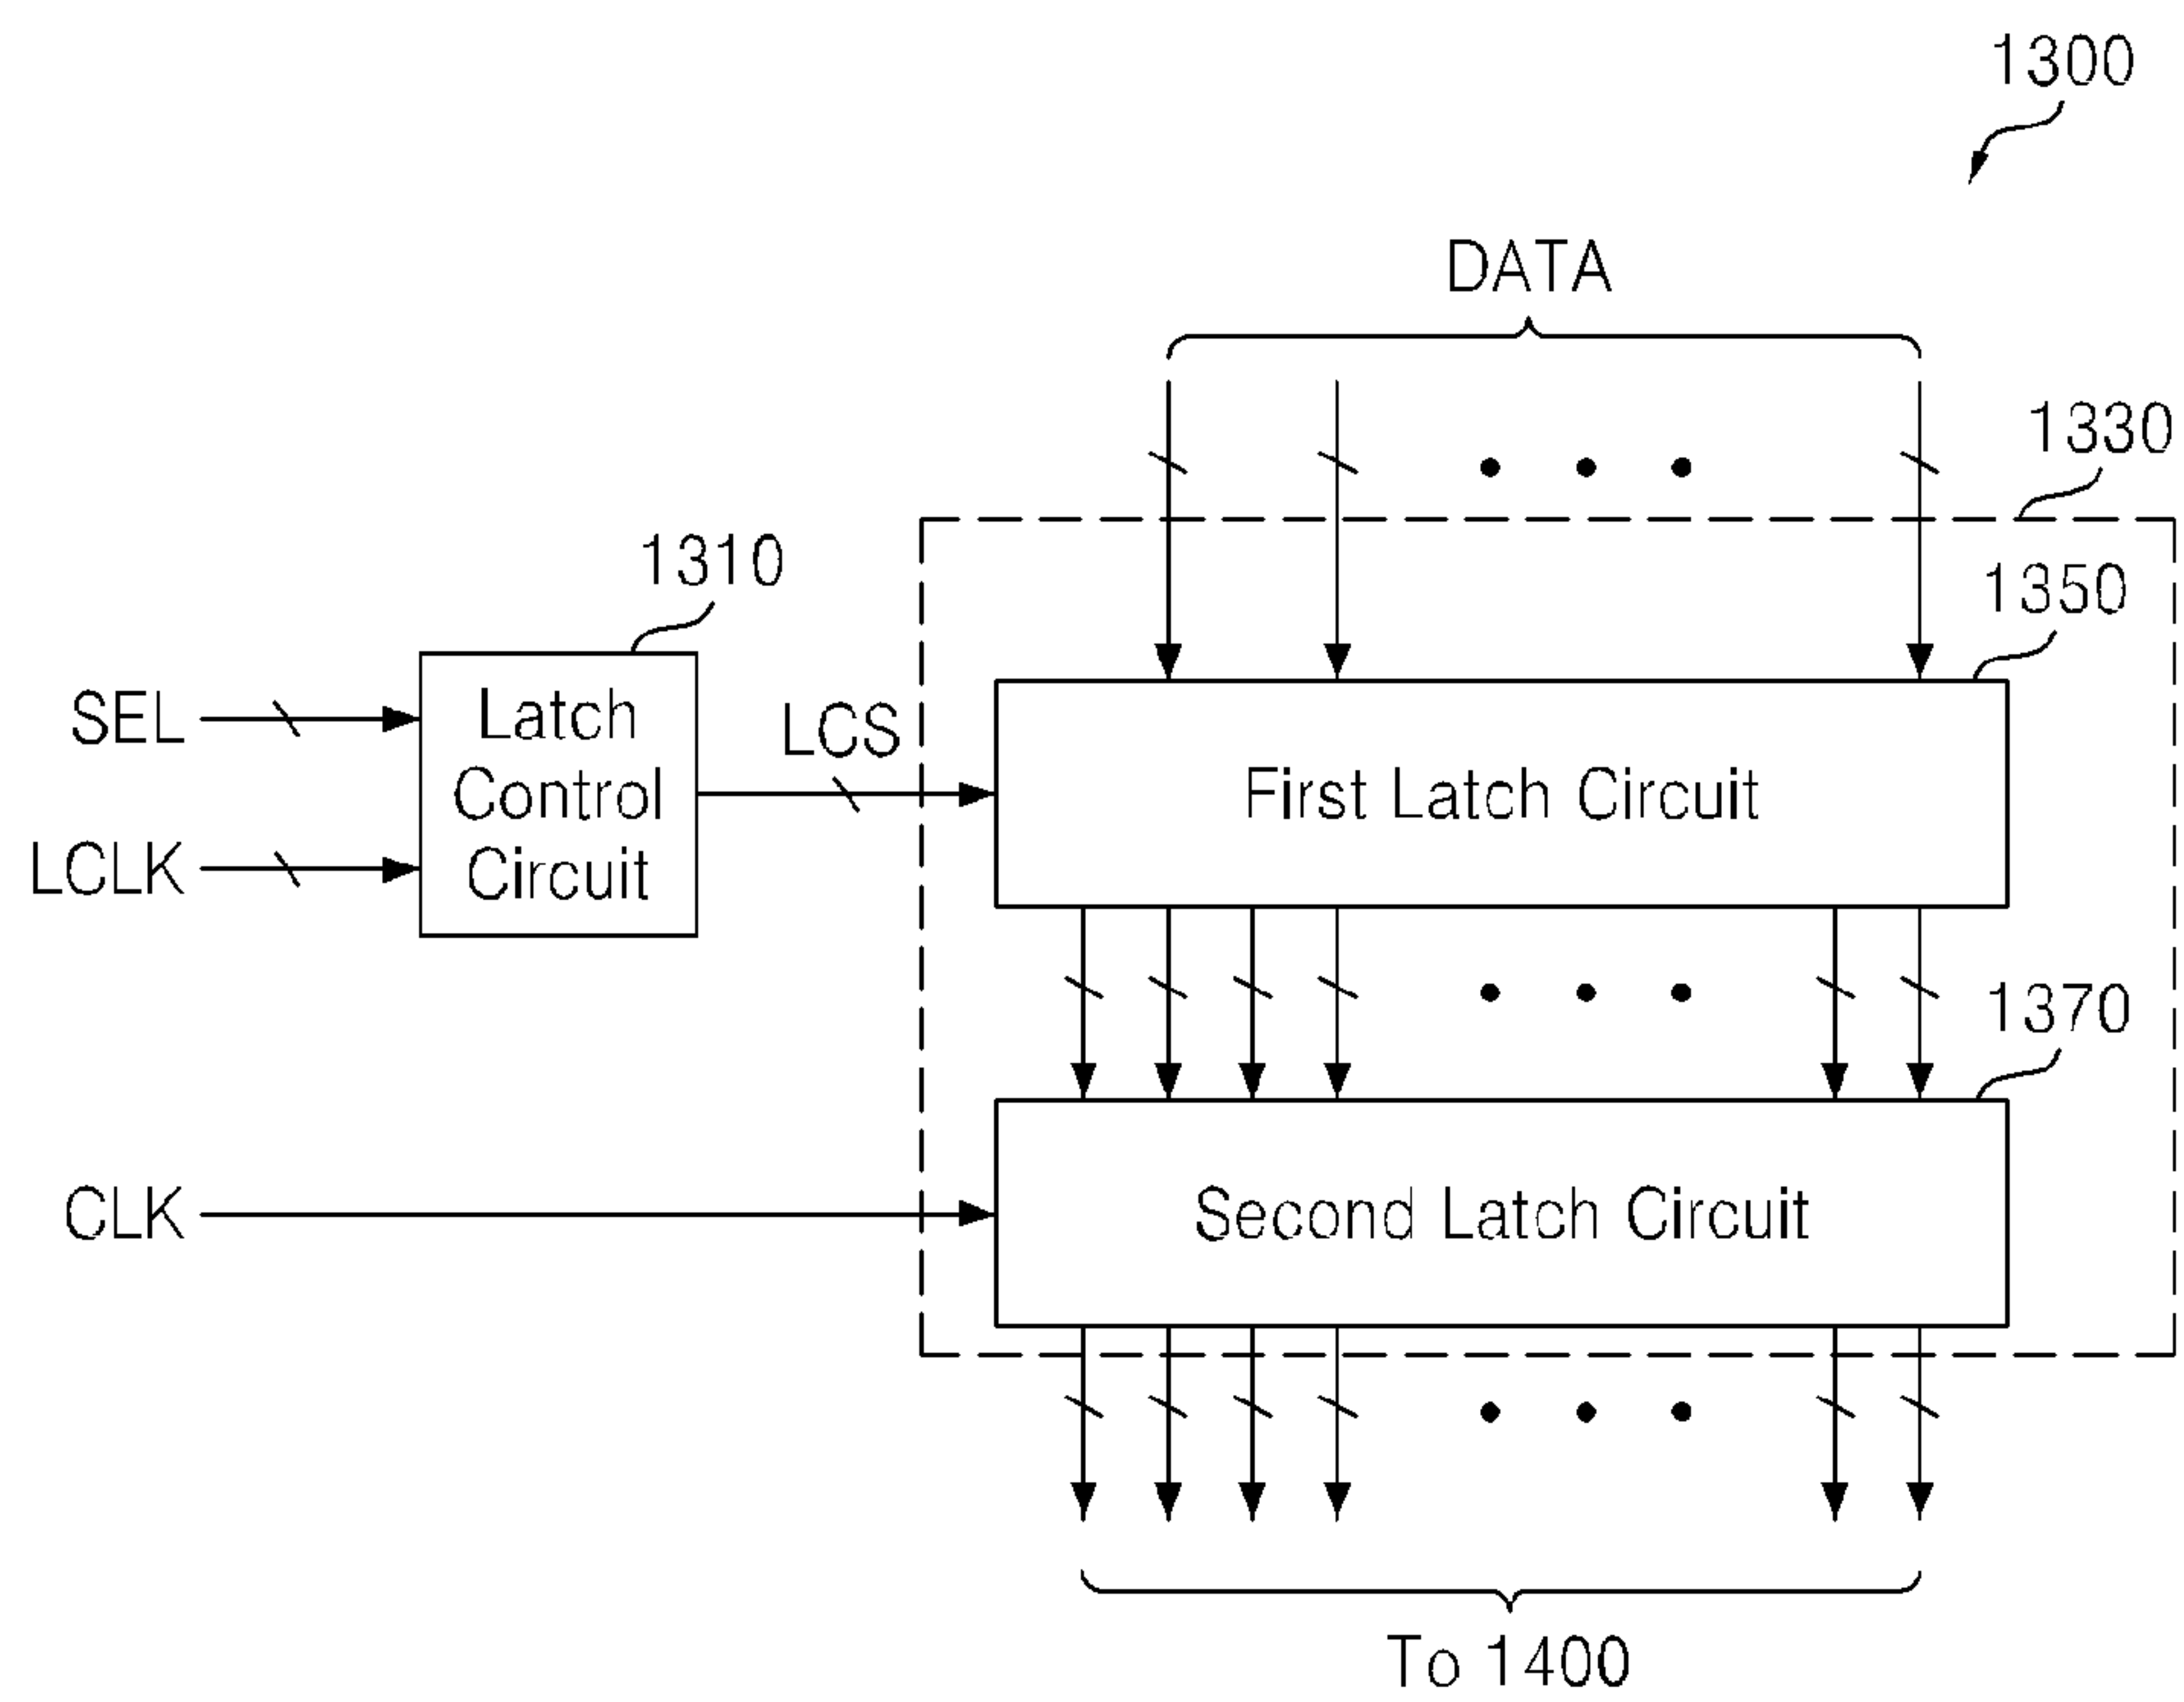 1300
DATA
1330
1310
1350
SEL
LCLK
Latch
Control
Circuit
LCS
First Latch Circuit
1370
CLK
Second Latch Circuit
To 1400